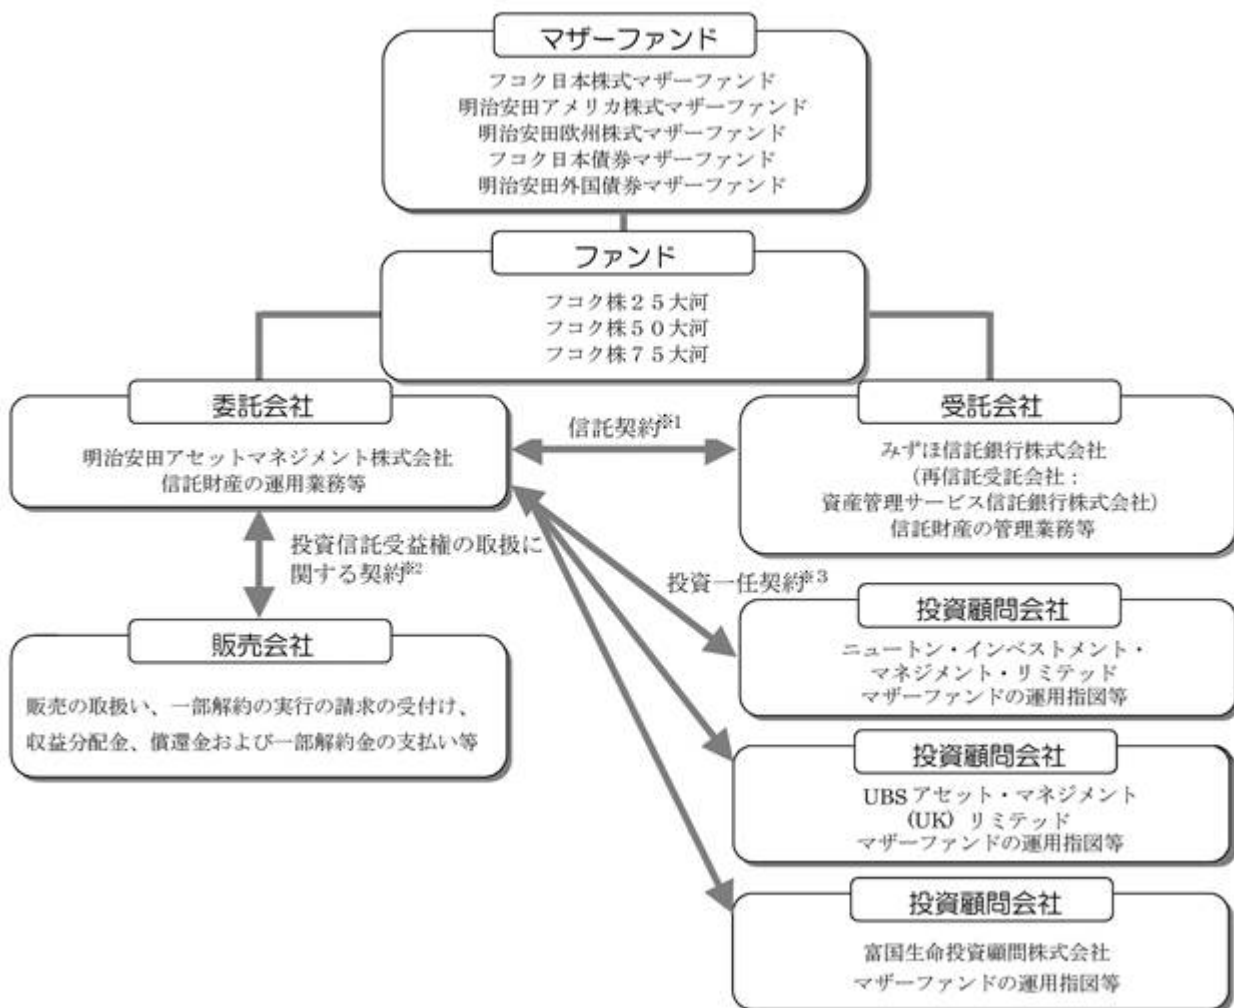 マザーファンド
フコク日本株式マザーファンド
明治安田アメリカ株式マザーファンド
明治安田欧州株式マザーファンド
フコク日本債券マザーファンド
明治安田外国債券マザーファンド
ファンド
フコク株25大河
フコク株50大河
フコク株75大河
委託会社
明治安田アセットマネジメント株式会社
信託財産の運用業務等
信託契約※1
受託会社
みずほ信託銀行株式会社
(再信託受託会社:
資産管理サービス信託銀行株式会社)
信託財産の管理業務等
投資信託受益権の取扱に
関する契約※2
投資一任契約※3
販売会社
販売の取扱い、一部解約の実行の請求の受付け、
収益分配金、償還金および一部解約金の支払い等
投資顧問会社
ニュートン・インベストメント・
マネジメント・リミテッド
マザーファンドの運用指図等
投資顧問会社
UBSアセット・マネジメント
(UK) リミテッド
マザーファンドの運用指図等
投資顧問会社
富国生命投資顧問株式会社
マザーファンドの運用指図等